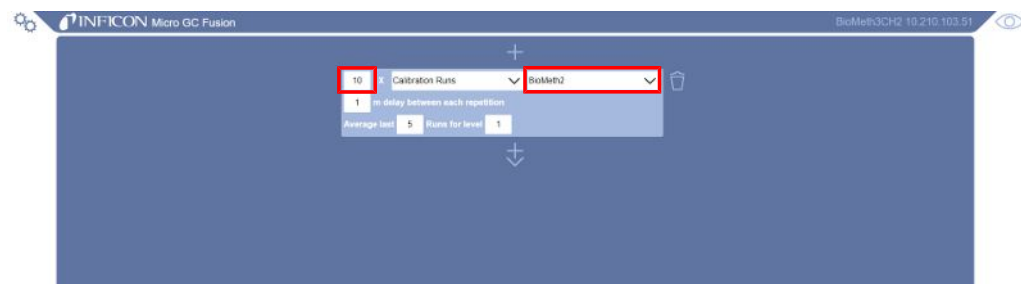 INFICON Micro GC Fusion BioMeth3CH2 10.210.103.51
10 X Calibration Runs BioMeth2
1 m delay between each repetition
Average last 5 Runs for level 1